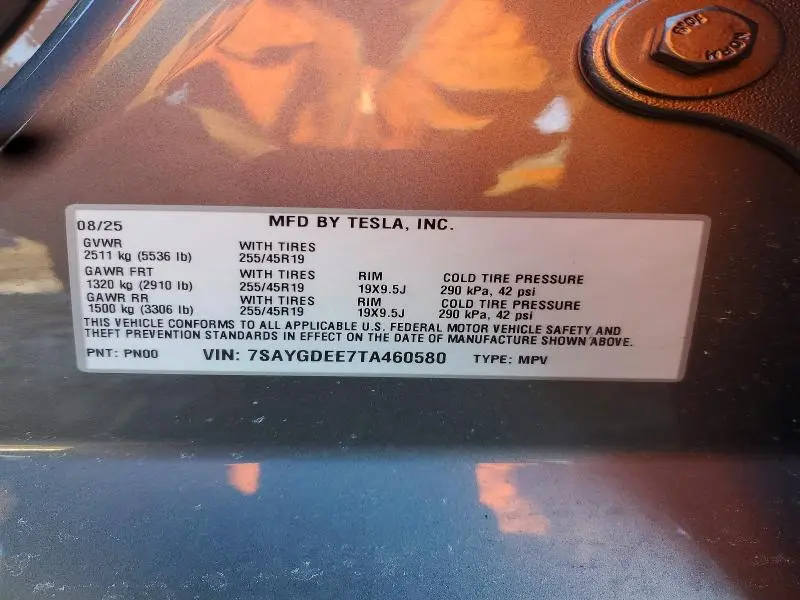 08/25 MFD BY TESLA, INC.
GVWR
2511 kg (5536 lb) WITH TIRES 255/45R19
GAWR FRT WITH TIRES RIM COLD TIRE PRESSURE
1320 kg (2910 lb) 255/45R19 19X9.5J 290 kPa, 42 psi
GAWR RR WITH TIRES RIM COLD TIRE PRESSURE
1500 kg (3306 lb) 255/45R19 19X9.5J 290 kPa, 42 psi
THIS VEHICLE CONFORMS TO ALL APPLICABLE U.S. FEDERAL MOTOR VEHICLE SAFETY AND
THEFT PREVENTION STANDARDS IN EFFECT ON THE DATE OF MANUFACTURE SHOWN ABOVE.
PNT: PN00 VIN: 7SAYGDEE7TA460580 TYPE: MPV